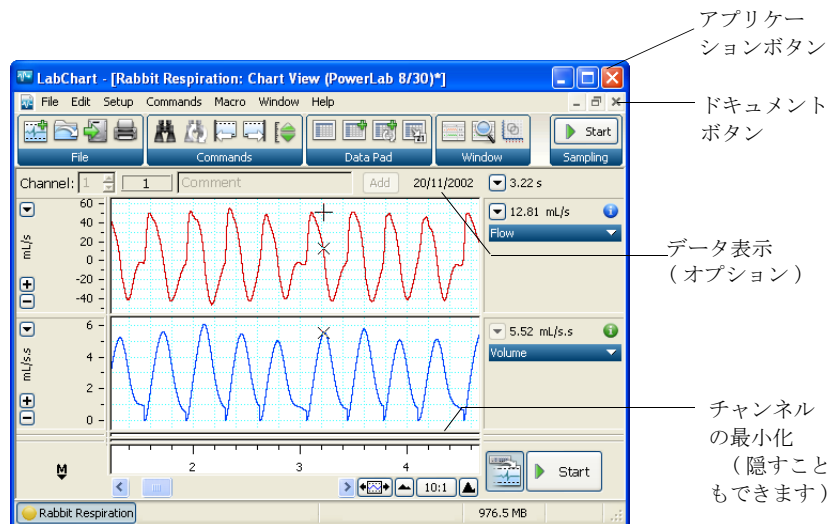 アプリケー
ションボタン
LabChart - [Rabbit Respiration: Chart View (PowerLab 8/30)*]
File Edit Setup Commands Macro Window Help
ドキュメント
ボタン
Start
File Commands Data Pad Window Sampling
Channel: 1 1 Comment Add 20/11/2002 3.22 s
60
40
20
0
-20
-40
mL/s
12.81 mL/s
Flow
データ表示
(オプション)
6
4
2
0
mL/s.s
5.52 mL/s.s
Volume
チャンネル
の最小化
(隠すこと
もできます)
M
2 3 4
10:1
Start
Rabbit Respiration
976.5 MB